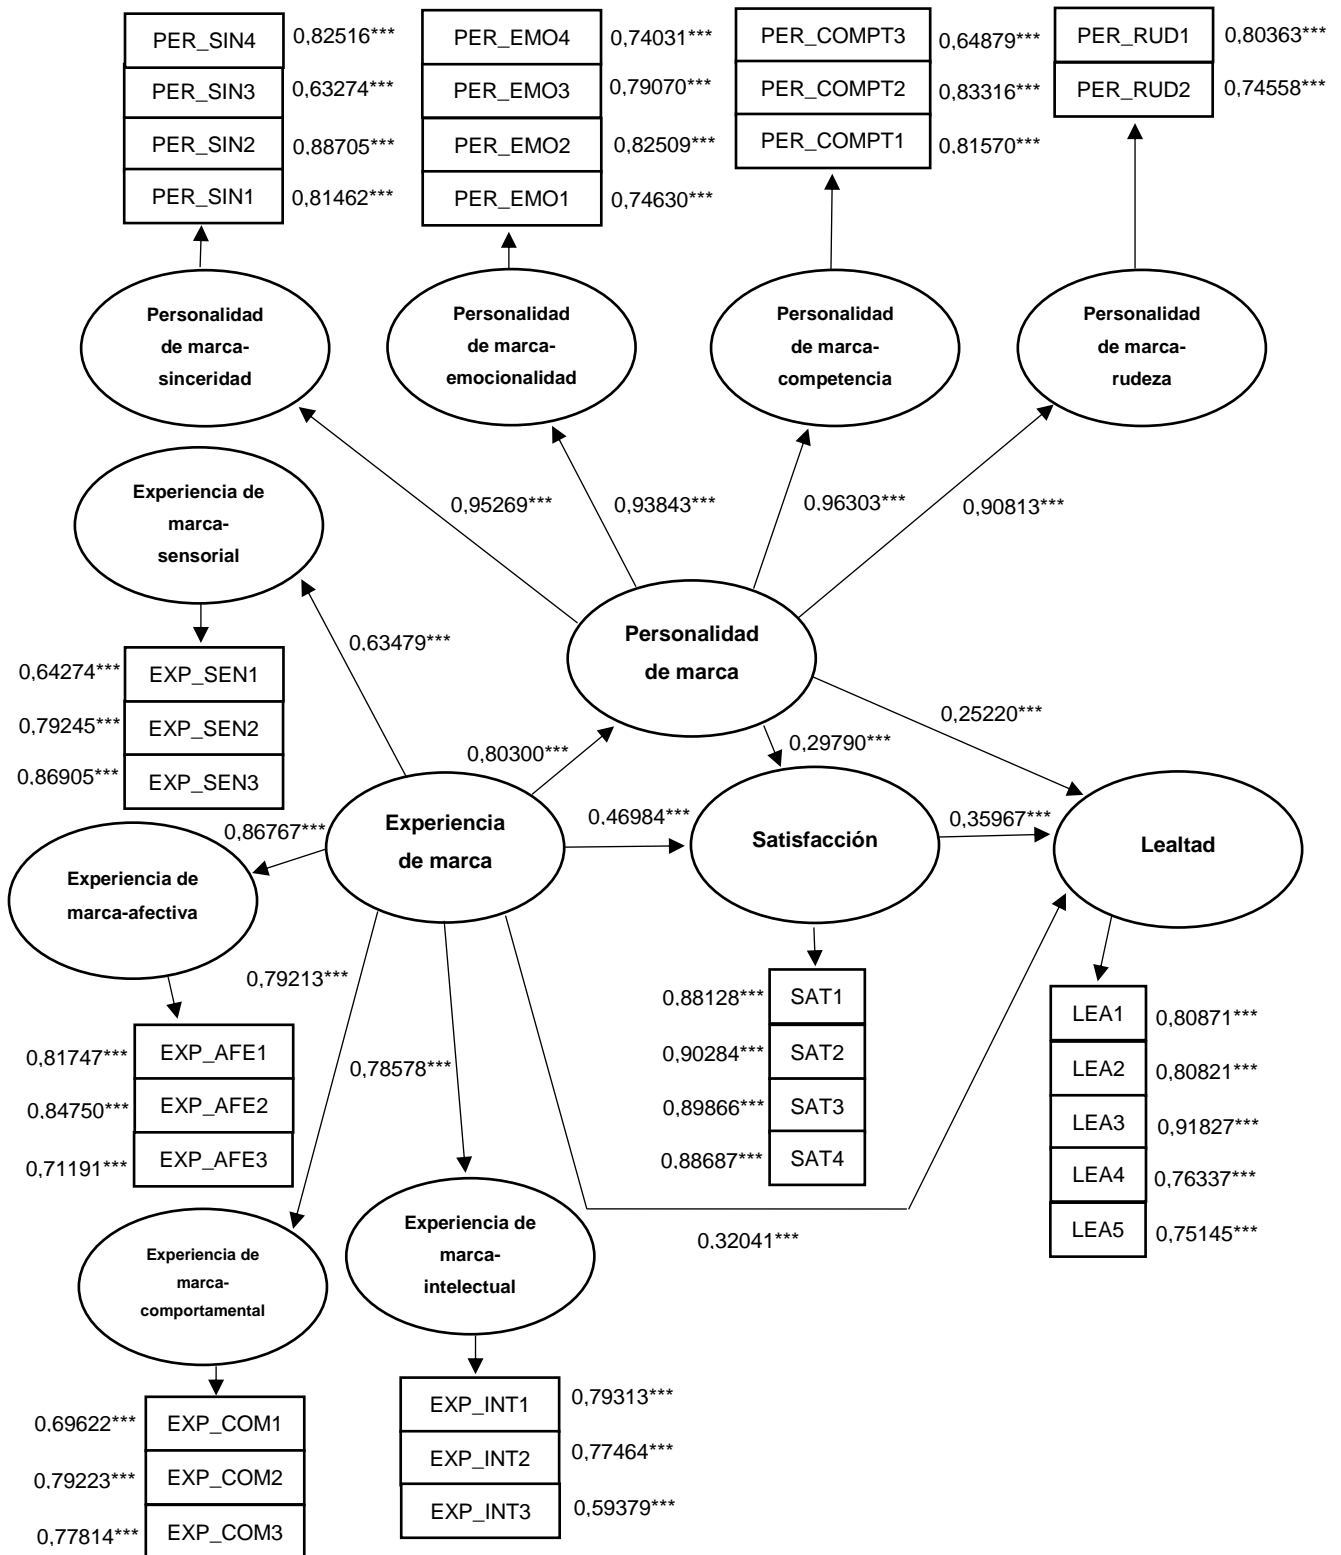 PER_SIN4 0,82516***
PER_SIN3 0,63274***
PER_SIN2 0,88705***
PER_SIN1 0,81462***
PER_EMO4 0,74031***
PER_EMO3 0,79070***
PER_EMO2 0,82509***
PER_EMO1 0,74630***
PER_COMPT3 0,64879***
PER_COMPT2 0,83316***
PER_COMPT1 0,81570***
PER_RUD1 0,80363***
PER_RUD2 0,74558***
Personalidad
de marca-
sinceridad
Personalidad
de marca-
emocionalidad
Personalidad
de marca-
competencia
Personalidad
de marca-
rudeza
0,95269***
0,93843***
0,96303***
0,90813***
Experiencia de
marca-
sensorial
0,63479***
Personalidad
de marca
0,64274*** EXP_SEN1
0,79245*** EXP_SEN2
0,86905*** EXP_SEN3
0,80300***
0,29790***
0,25220***
0,86767***
Experiencia
de marca
0,46984***
Satisfacción
0,35967***
Lealtad
Experiencia de
marca-afectiva
0,79213***
0,78578***
0,81747*** EXP_AFE1
0,84750*** EXP_AFE2
0,71191*** EXP_AFE3
0,88128*** SAT1
0,90284*** SAT2
0,89866*** SAT3
0,88687*** SAT4
LEA1 0,80871***
LEA2 0,80821***
LEA3 0,91827***
LEA4 0,76337***
LEA5 0,75145***
0,32041***
Experiencia de
marca-
comportamental
Experiencia de
marca-
intelectual
0,69622*** EXP_COM1
0,79223*** EXP_COM2
0,77814*** EXP_COM3
EXP_INT1 0,79313***
EXP_INT2 0,77464***
EXP_INT3 0,59379***